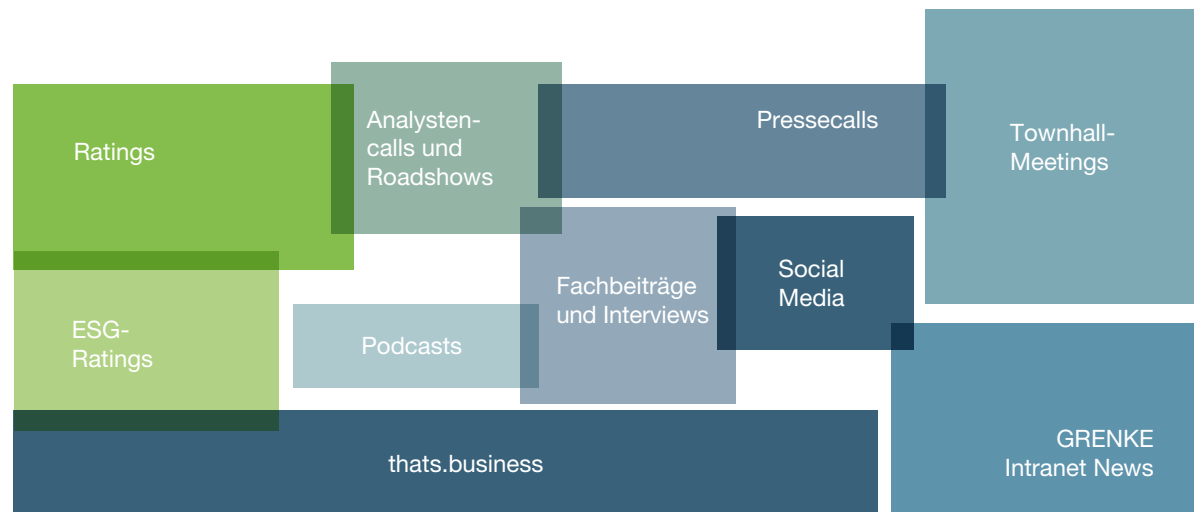 Ratings
Analysten-
calls und
Roadshows
Pressecalls
Townhall-
Meetings
ESG-
Ratings
Podcasts
Fachbeiträge
und Interviews
Social
Media
thats.business
GRENKE
Intranet News